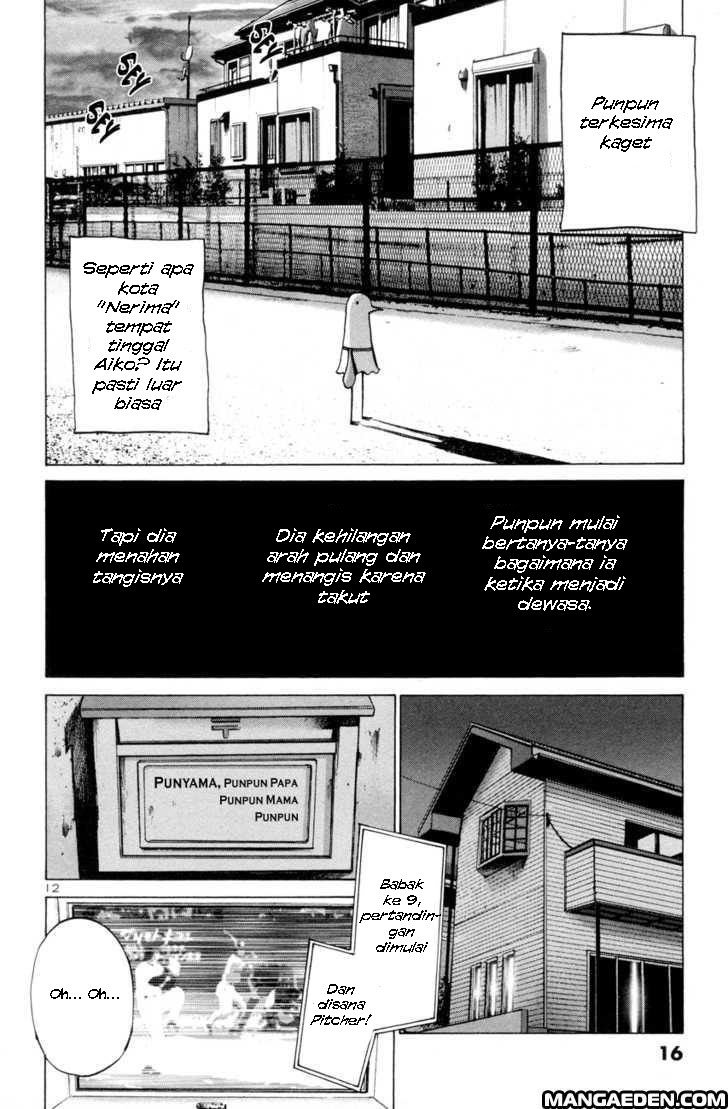 Punpun
terkesima
kaget
SEY
SEY
SEY
Seperti apa
kota
"Nerima"
tempat
tinggal
Aiko? Itu
pasti luar
biasa
Punpun mulai
bertanya-tanya
bagaimana ia
ketika menjadi
dewasa.
Dia kehilangan
arah pulang dan
menangis karena
takut
Tapi dia
menahan
tangisnya
PUNYAMA, PUNPUN PAPA
PUNPUN MAMA
PUNPUN
12
Babak
ke 9,
pertandin-
gan
dimulai
Dan
disana
Pitcher!
Oh... Oh...
16
MANGAEDEN.COM